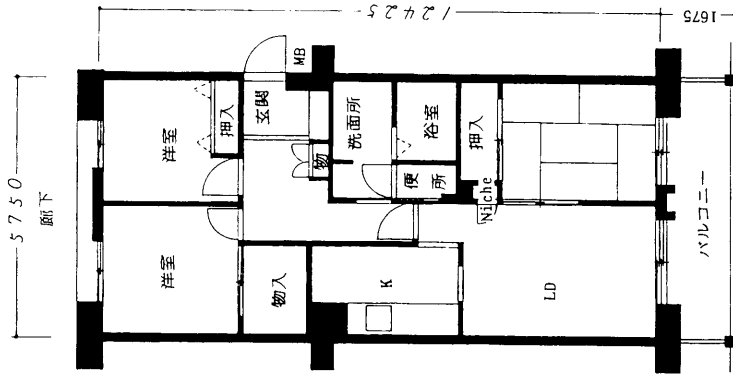 5750
廊下
12425
1675
洋室
洋室
押入
玄関
MB
物入
物
洗面所
浴室
便所
押入
Niche
K
LD
バルコニー